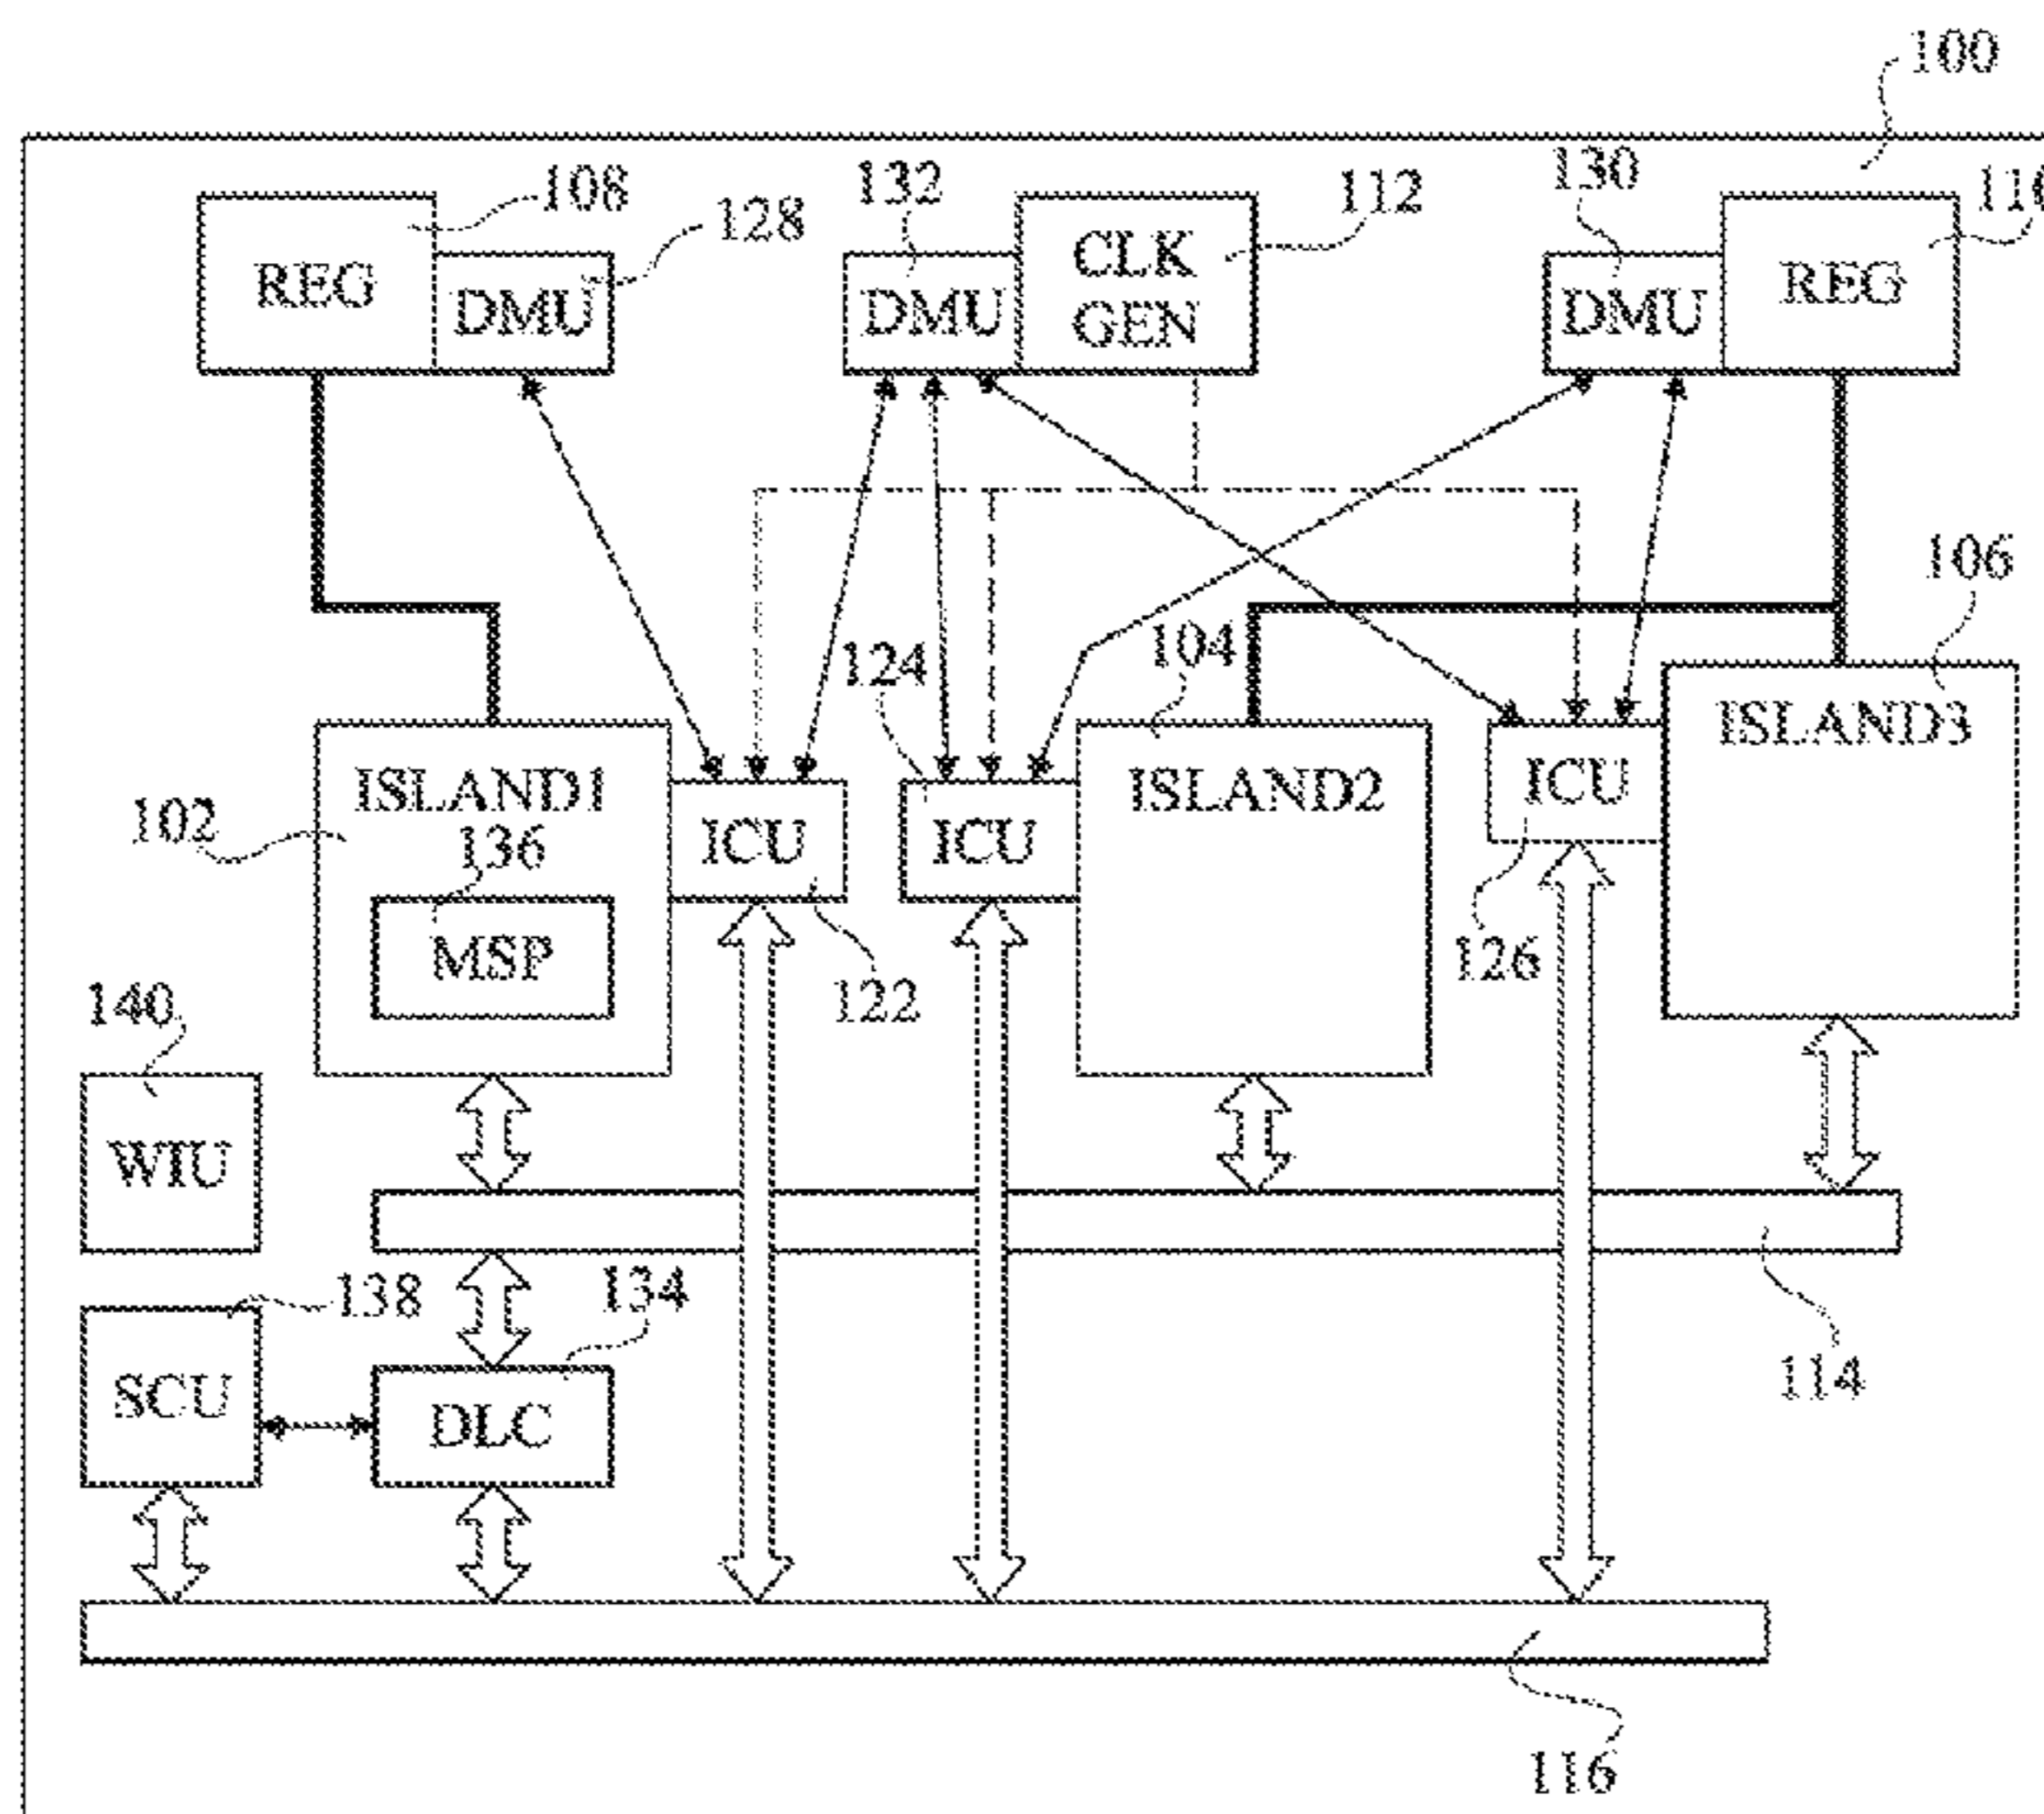 100
108
128
132
112
130
REG
DMU
DMU
CLK
GEN
DMU
REG
106
104
124
ISLAND1
ICU
ICU
ISLAND2
ICU
ISLAND3
102
136
MSP
122
126
140
WIU
138
134
SCU
DLC
114
116